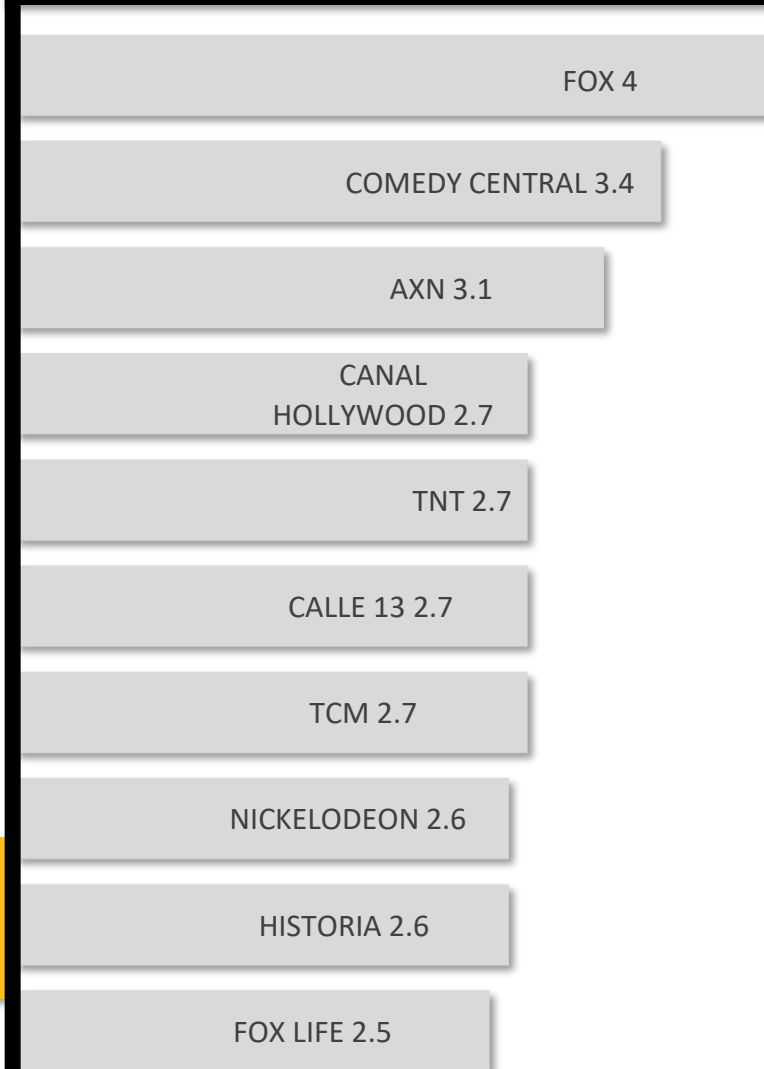 FOX 4
COMEDY CENTRAL 3.4
AXN 3.1
CANAL
HOLLYWOOD 2.7
TNT 2.7
CALLE 13 2.7
TCM 2.7
NICKELODEON 2.6
HISTORIA 2.6
FOX LIFE 2.5